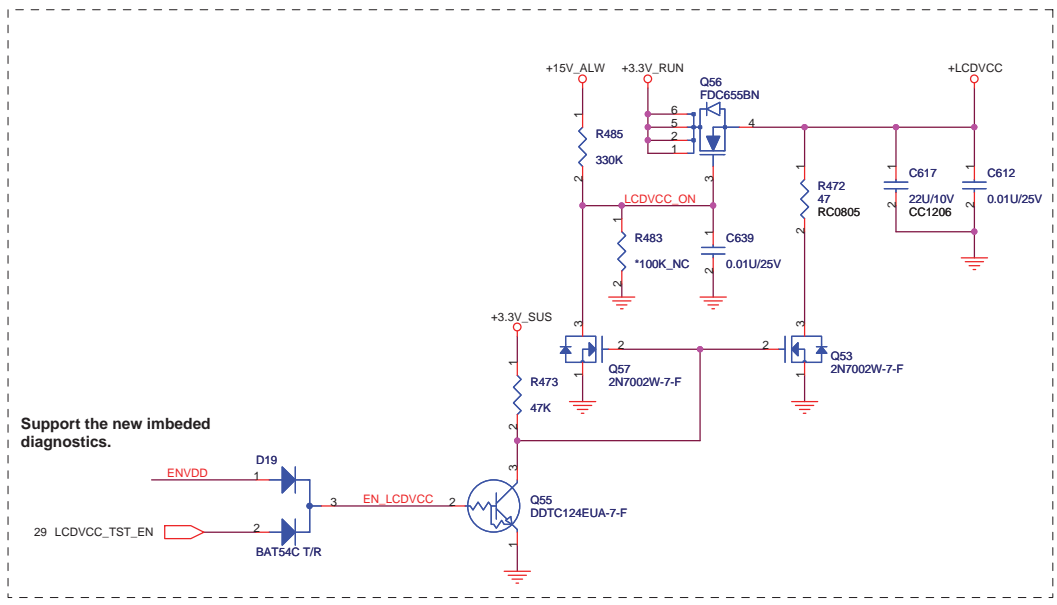 +15V_ALW
+3.3V_RUN
+LCDVCC
Q56
FDC655BN
6
5
2
1
4
3
1
R485
330K
2
LCDVCC_ON
1
R483
*100K_NC
2
1
C639
0.01U/25V
2
1
R472
47
RC0805
2
1
C617
22U/10V
CC1206
2
1
C612
0.01U/25V
2
+3.3V_SUS
1
R473
47K
2
3
2
Q57
2N7002W-7-F
1
3
2
Q53
2N7002W-7-F
1
Support the new imbeded
diagnostics.
D19
ENVDD
1
3
EN_LCDVCC
2
3
Q55
DDTC124EUA-7-F
1
29 LCDVCC_TST_EN
2
BAT54C T/R